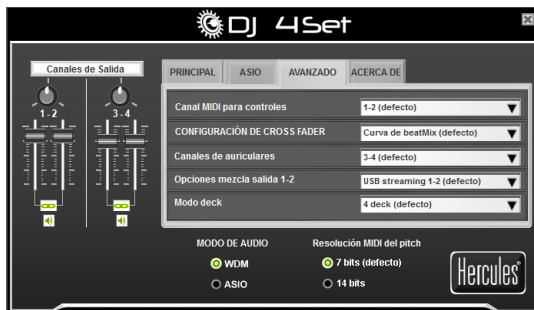 DJ 4Set
Canales de Salida
1 - 2
3 - 4
PRINCIPAL
ASIO
AVANZADO
ACERCA DE
Canal MIDI para controles
1-2 (defecto)
CONFIGURACIÓN DE CROSS FADER
Curva de beatMix (defecto)
Canales de auriculares
3-4 (defecto)
Opciones mezcla salida 1-2
USB streaming 1-2 (defecto)
Modo deck
4 deck (defecto)
MODO DE AUDIO
WDM
ASIO
Resolución MIDI del pitch
7 bits (defecto)
14 bits
Hercules